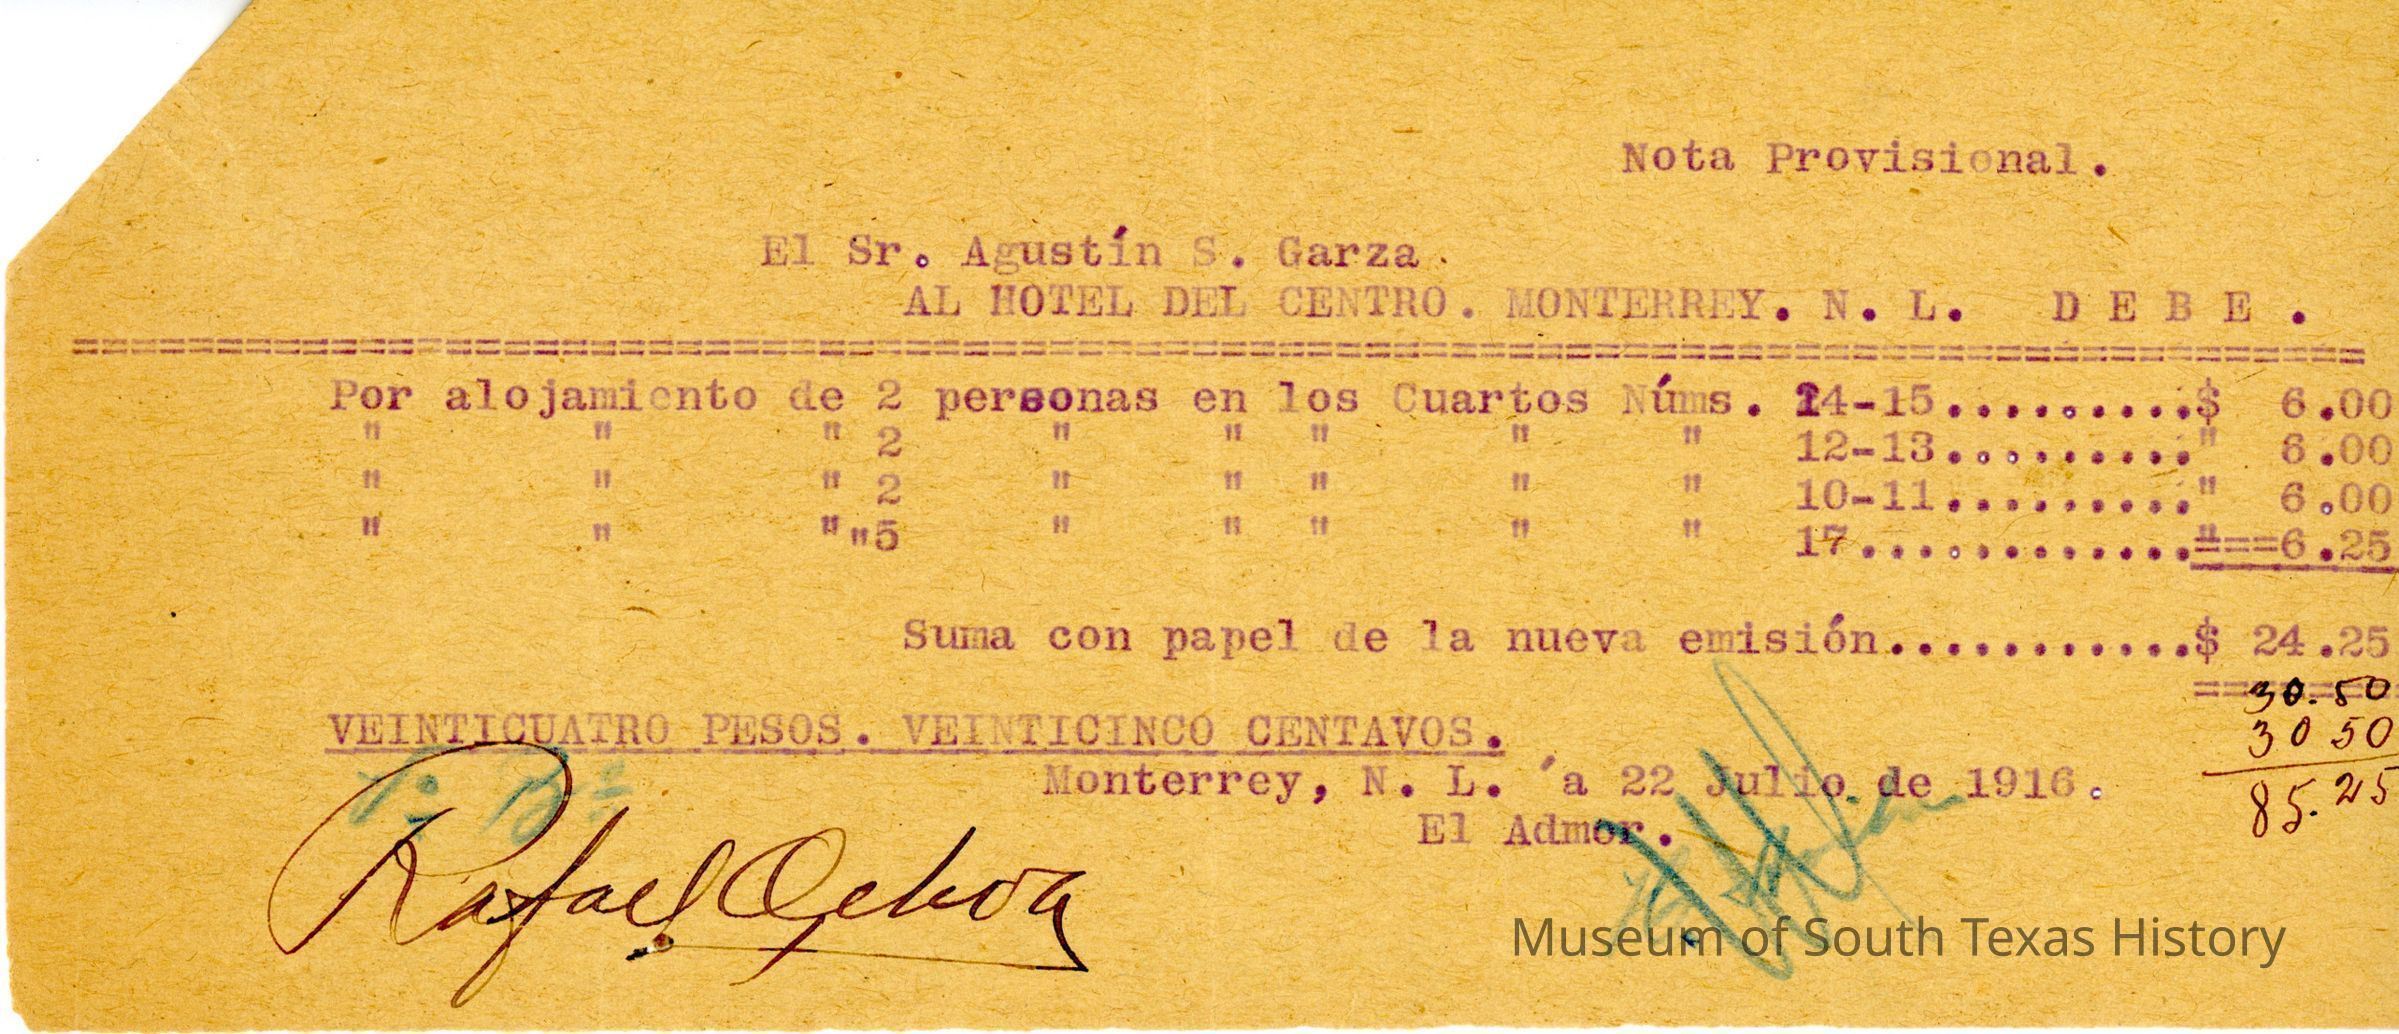 Nota Provisional.
El Sr. Agustín S. Garza.
AL HOTEL DEL CENTRO. MONTERREY. N. L. D E B E .
================================================================================
Por alojamiento de 2 personas en los Cuartos Núms. 14-15.........$ 6.00
" " " 2 " " " " " 12-13........." 6.00
" " " 2 " " " " " 10-11........." 6.00
" " " "5 " " " " " 17............"===6.25
Suma con papel de la nueva emisión...........$ 24.25
=======
30.50
VEINTICUATRO PESOS. VEINTICINCO CENTAVOS.
30 50
Monterrey, N. L. ´a 22 Julio de 1916.
85.25
El Admor.
Vo Bo
Rafael Ochoa
Museum of South Texas History